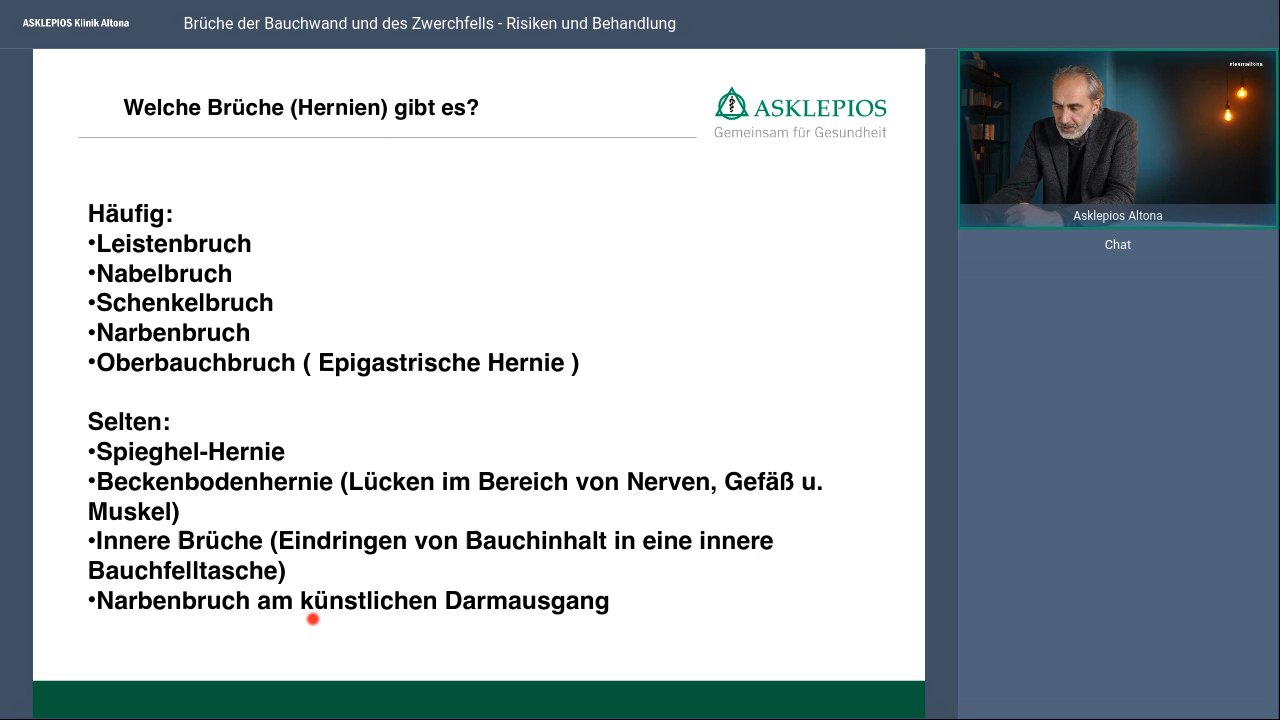 ASKLEPIOS Klinik Altona
Brüche der Bauchwand und des Zwerchfells - Risiken und Behandlung
Welche Brüche (Hernien) gibt es?
ASKLEPIOS
Gemeinsam für Gesundheit
#teamaltona
Häufig:
•Leistenbruch
•Nabelbruch
•Schenkelbruch
•Narbenbruch
•Oberbauchbruch ( Epigastrische Hernie )
Selten:
•Spieghel-Hernie
•Beckenbodenhernie (Lücken im Bereich von Nerven, Gefäß u.
Muskel)
•Innere Brüche (Eindringen von Bauchinhalt in eine innere
Bauchfelltasche)
•Narbenbruch am künstlichen Darmausgang
Asklepios Altona
Chat